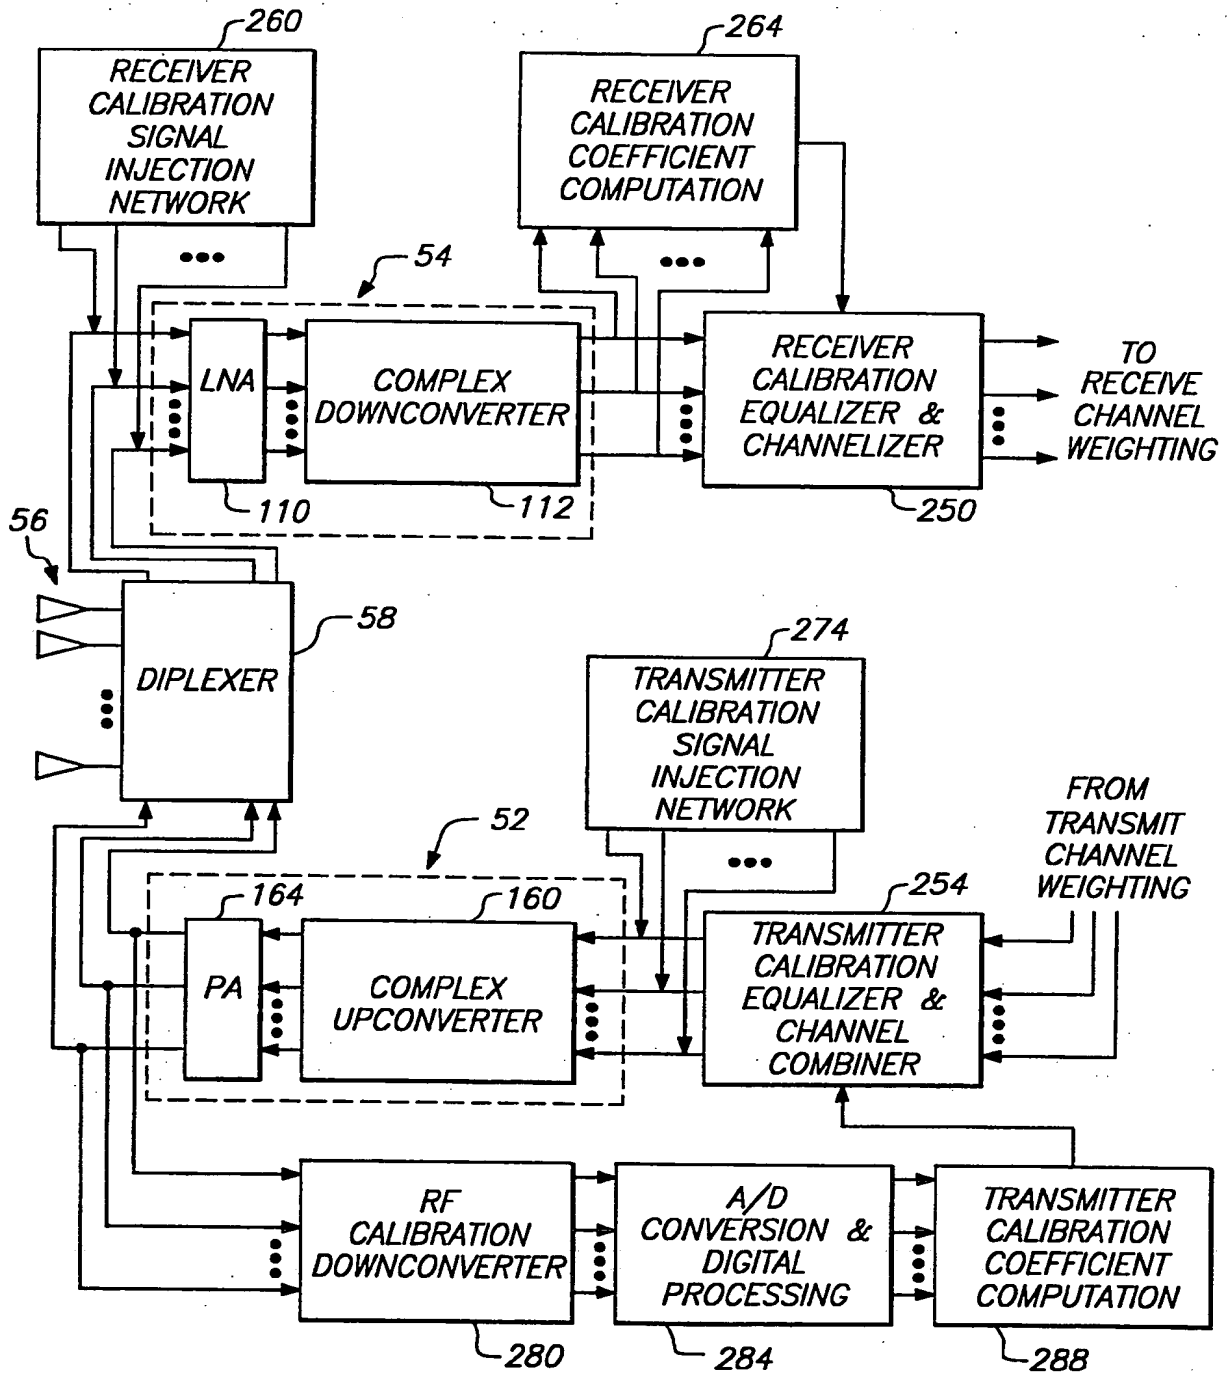 260
RECEIVER
CALIBRATION
SIGNAL
INJECTION
NETWORK
264
RECEIVER
CALIBRATION
COEFFICIENT
COMPUTATION
54
LNA
110
COMPLEX
DOWNCONVERTER
112
RECEIVER
CALIBRATION
EQUALIZER &
CHANNELIZER
250
TO
RECEIVE
CHANNEL
WEIGHTING
56
DIPLEXER
58
274
TRANSMITTER
CALIBRATION
SIGNAL
INJECTION
NETWORK
FROM
TRANSMIT
CHANNEL
WEIGHTING
52
164
PA
160
COMPLEX
UPCONVERTER
254
TRANSMITTER
CALIBRATION
EQUALIZER &
CHANNEL
COMBINER
RF
CALIBRATION
DOWNCONVERTER
280
A/D
CONVERSION &
DIGITAL
PROCESSING
284
TRANSMITTER
CALIBRATION
COEFFICIENT
COMPUTATION
288